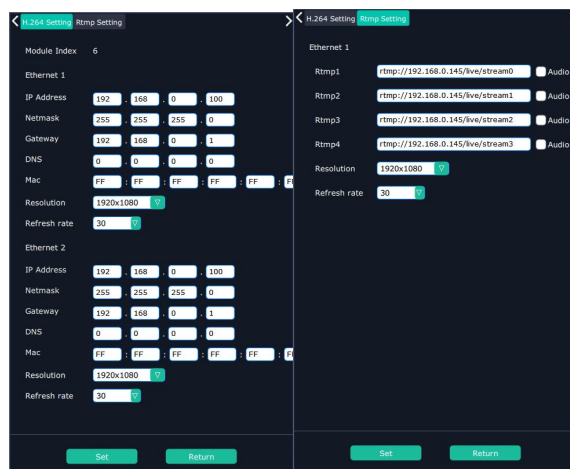 H.264 Setting Rtmp Setting
Module Index 6
Ethernet 1
IP Address 192 . 168 . 0 . 100
Netmask 255 . 255 . 255 . 0
Gateway 192 . 168 . 0 . 1
DNS 0 . 0 . 0 . 0
Mac FF : FF : FF : FF : FF :
Resolution 1920x1080
Refresh rate 30
Ethernet 2
IP Address 192 . 168 . 0 . 100
Netmask 255 . 255 . 255 . 0
Gateway 192 . 168 . 0 . 1
DNS 0 . 0 . 0 . 0
Mac FF : FF : FF : FF : FF :
Resolution 1920x1080
Refresh rate 30
Set Return
H.264 Setting Rtmp Setting
Ethernet 1
Rtmp1 rtmp://192.168.0.145/live/stream0 Audio
Rtmp2 rtmp://192.168.0.145/live/stream1 Audio
Rtmp3 rtmp://192.168.0.145/live/stream2 Audio
Rtmp4 rtmp://192.168.0.145/live/stream3 Audio
Resolution 1920x1080
Refresh rate 30
Set Return